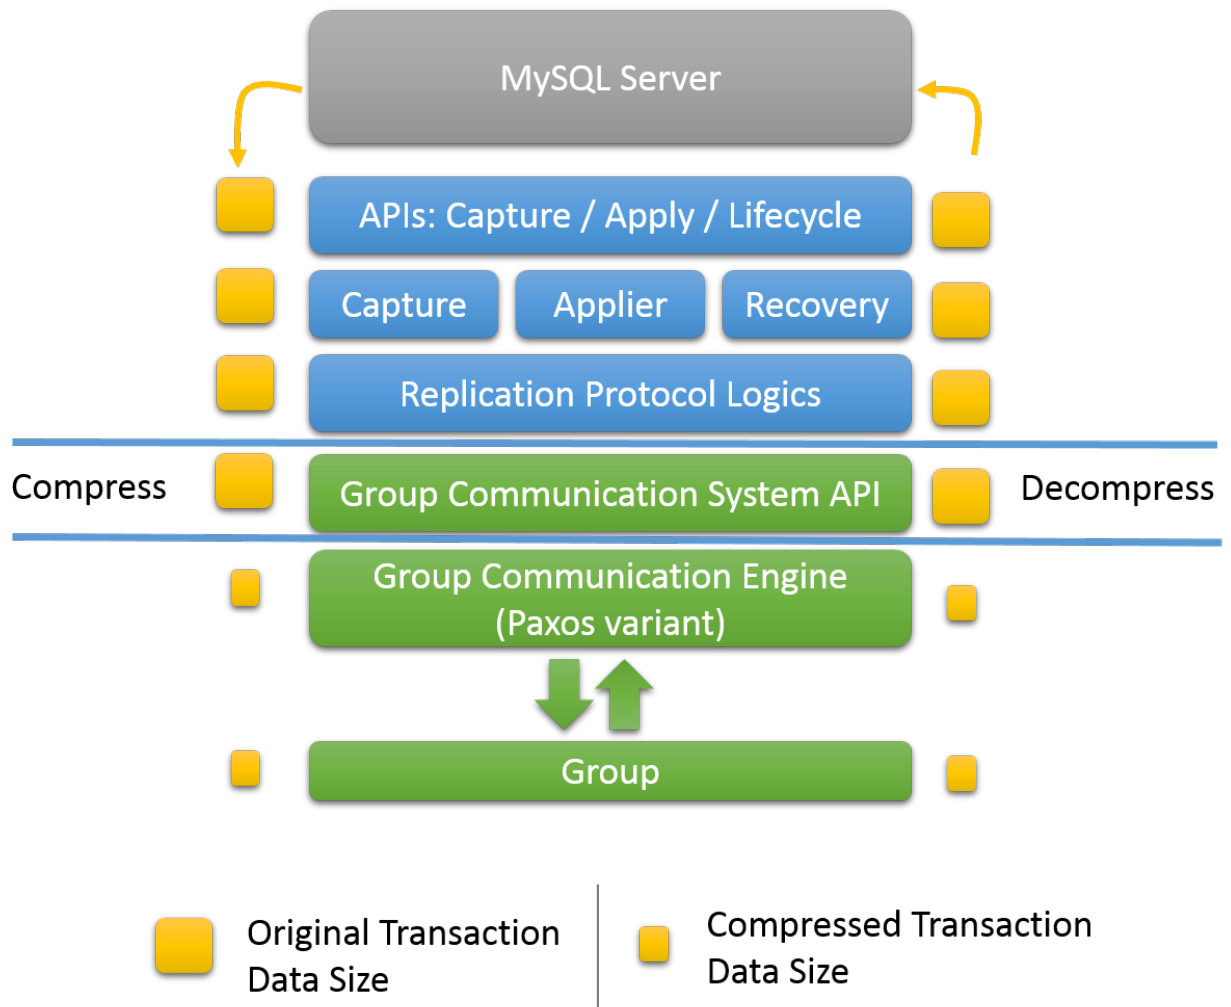 MySQL Server
APIs: Capture / Apply / Lifecycle
Capture
Applier
Recovery
Replication Protocol Logics
Compress
Group Communication System API
Decompress
Group Communication Engine
(Paxos variant)
Group
Original Transaction
Data Size
Compressed Transaction
Data Size